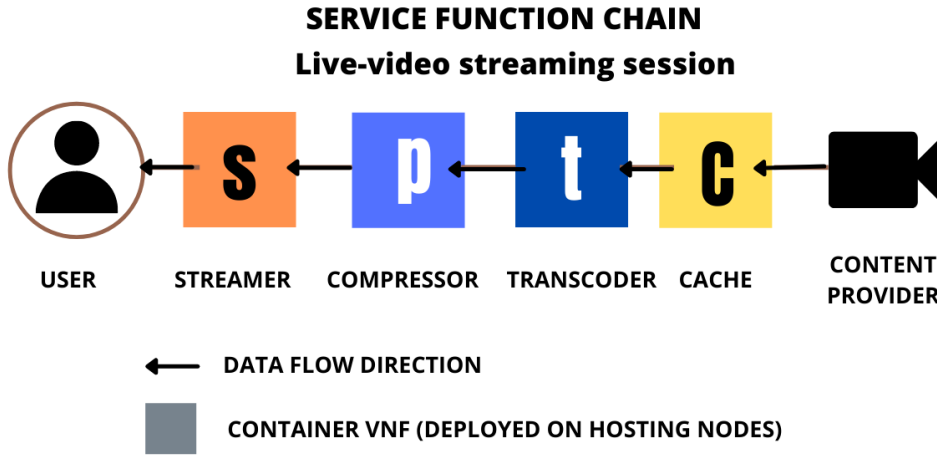 SERVICE FUNCTION CHAIN
Live-video streaming session
s p t c
USER STREAMER COMPRESSOR TRANSCODER CACHE CONTENT
PROVIDER
DATA FLOW DIRECTION
CONTAINER VNF (DEPLOYED ON HOSTING NODES)